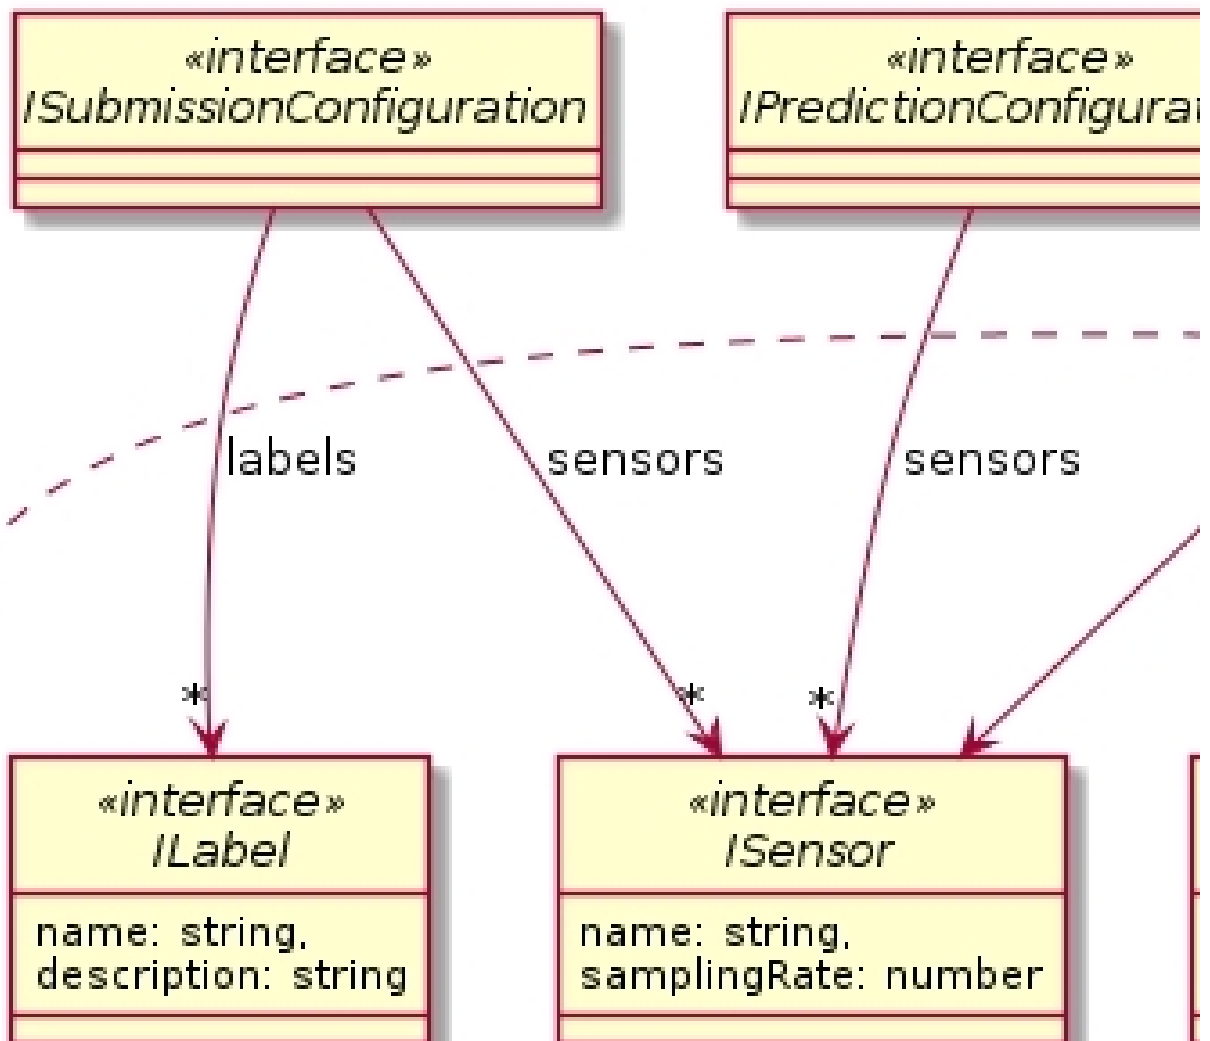 «interface»
ISubmissionConfiguration
«interface»
labels
sensors
sensors
*
*
*
«interface»
ILabel
name: string,
description: string
«interface»
ISensor
name: string,
samplingRate: number